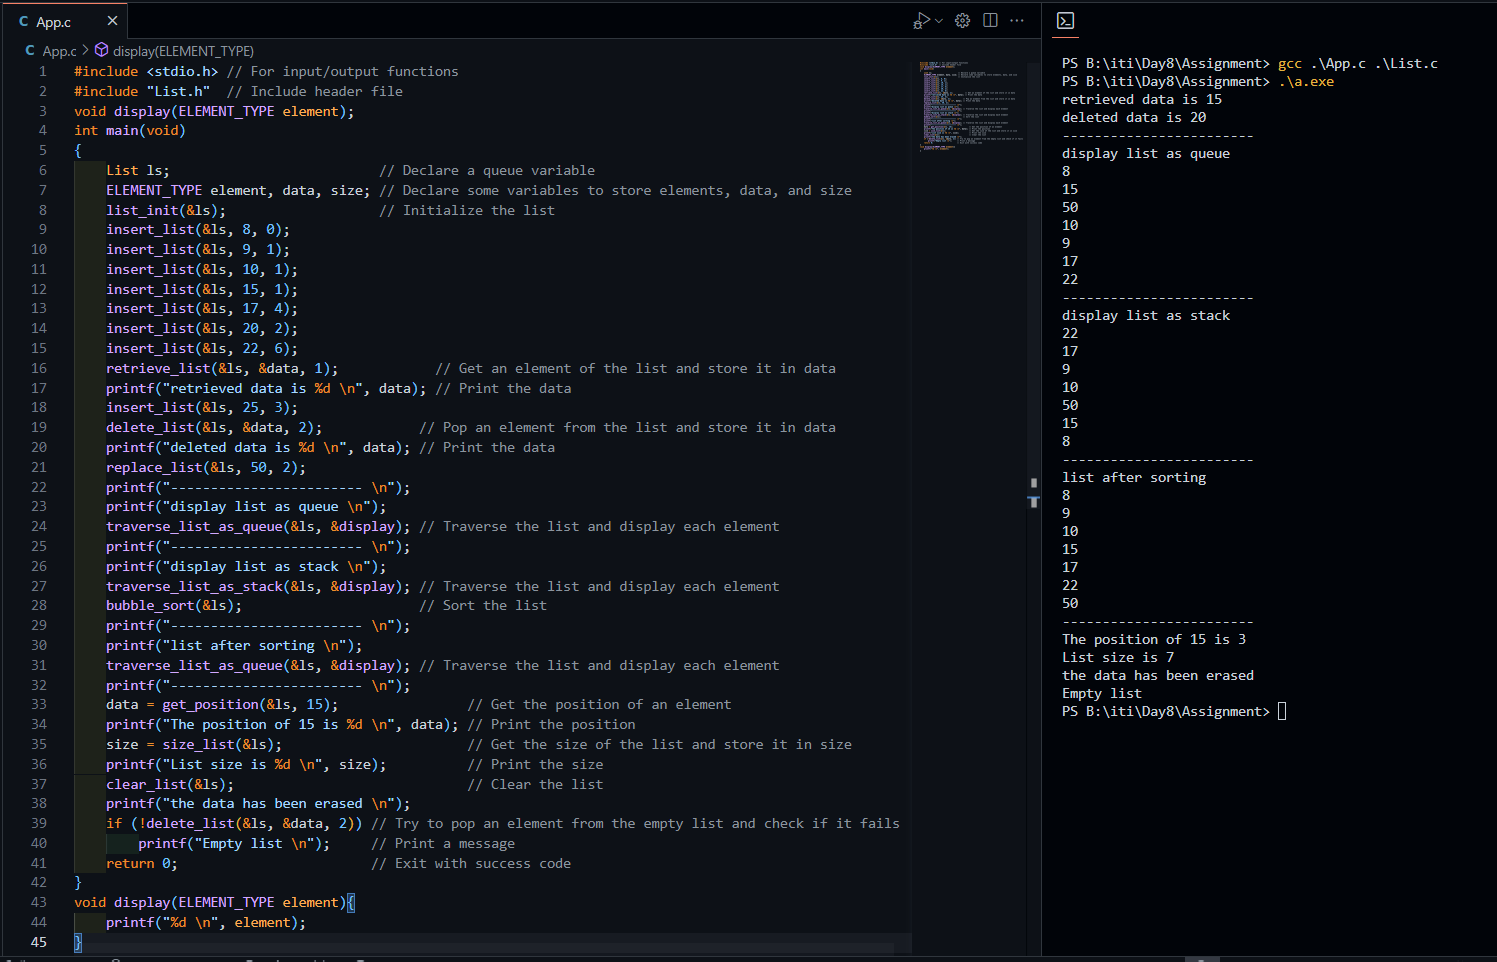 App.c
App.c > display(ELEMENT_TYPE)
1 #include <stdio.h> // For input/output functions
2 #include "List.h"  // Include header file
3 void display(ELEMENT_TYPE element);
4 int main(void)
5 {
6     List ls;                          // Declare a queue variable
7     ELEMENT_TYPE element, data, size; // Declare some variables to store elements, data, and size
8     list_init(&ls);                   // Initialize the list
9     insert_list(&ls, 8, 0);
10     insert_list(&ls, 9, 1);
11     insert_list(&ls, 10, 1);
12     insert_list(&ls, 15, 1);
13     insert_list(&ls, 17, 4);
14     insert_list(&ls, 20, 2);
15     insert_list(&ls, 22, 6);
16     retrieve_list(&ls, &data, 1);            // Get an element of the list and store it in data
17     printf("retrieved data is %d \n", data); // Print the data
18     insert_list(&ls, 25, 3);
19     delete_list(&ls, &data, 2);            // Pop an element from the list and store it in data
20     printf("deleted data is %d \n", data); // Print the data
21     replace_list(&ls, 50, 2);
22     printf("------------------------ \n");
23     printf("display list as queue \n");
24     traverse_list_as_queue(&ls, &display); // Traverse the list and display each element
25     printf("------------------------ \n");
26     printf("display list as stack \n");
27     traverse_list_as_stack(&ls, &display); // Traverse the list and display each element
28     bubble_sort(&ls);                      // Sort the list
29     printf("------------------------ \n");
30     printf("list after sorting \n");
31     traverse_list_as_queue(&ls, &display); // Traverse the list and display each element
32     printf("------------------------ \n");
33     data = get_position(&ls, 15);                // Get the position of an element
34     printf("The position of 15 is %d \n", data); // Print the position
35     size = size_list(&ls);                       // Get the size of the list and store it in size
36     printf("List size is %d \n", size);          // Print the size
37     clear_list(&ls);                             // Clear the list
38     printf("the data has been erased \n");
39     if (!delete_list(&ls, &data, 2)) // Try to pop an element from the empty list and check if it fails
40         printf("Empty list \n");     // Print a message
41     return 0;                        // Exit with success code
42 }
43 void display(ELEMENT_TYPE element){
44     printf("%d \n", element);
45 }
PS B:\iti\Day8\Assignment> gcc .\App.c .\List.c
PS B:\iti\Day8\Assignment> .\a.exe
retrieved data is 15
deleted data is 20
------------------------
display list as queue
8
15
50
10
9
17
22
------------------------
display list as stack
22
17
9
10
50
15
8
------------------------
list after sorting
8
9
10
15
17
22
50
------------------------
The position of 15 is 3
List size is 7
the data has been erased
Empty list
PS B:\iti\Day8\Assignment>